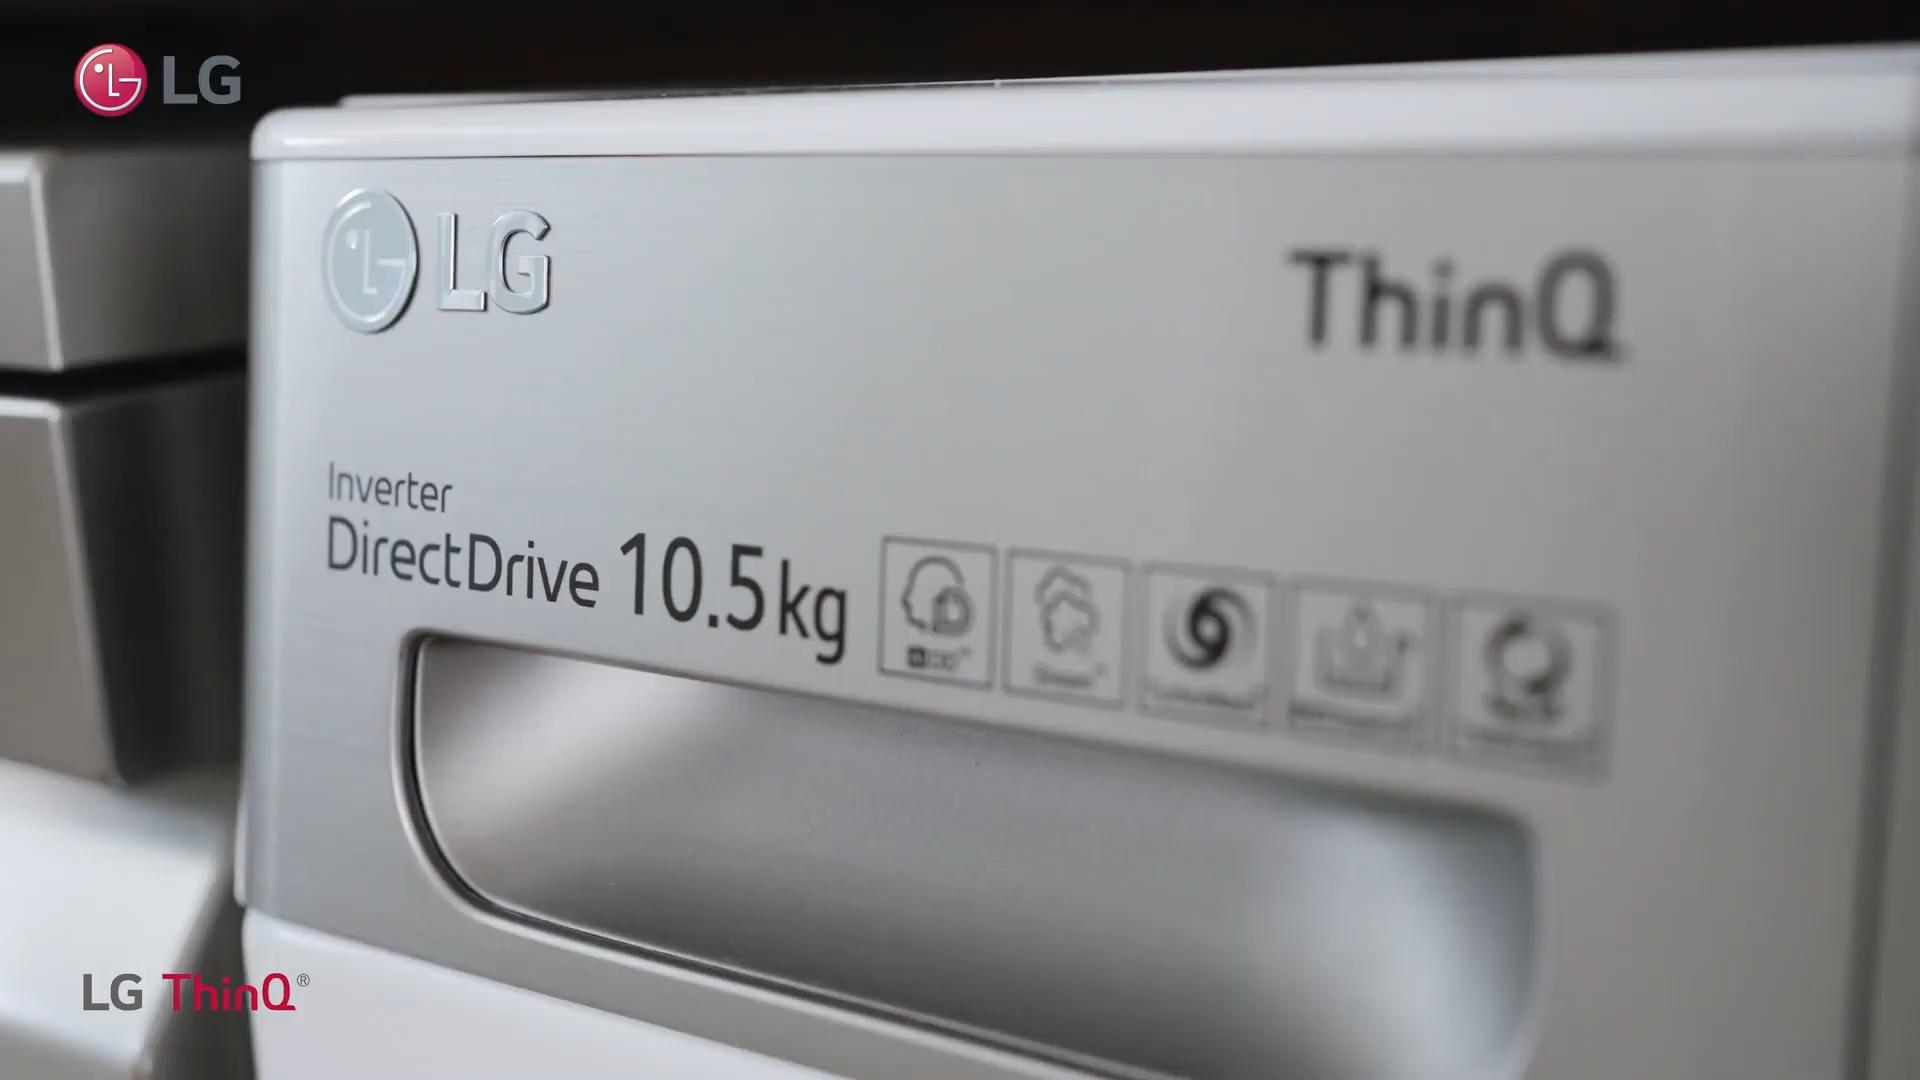 LG
LG
ThinQ
Inverter
DirectDrive 10.5kg
LG ThinQ®